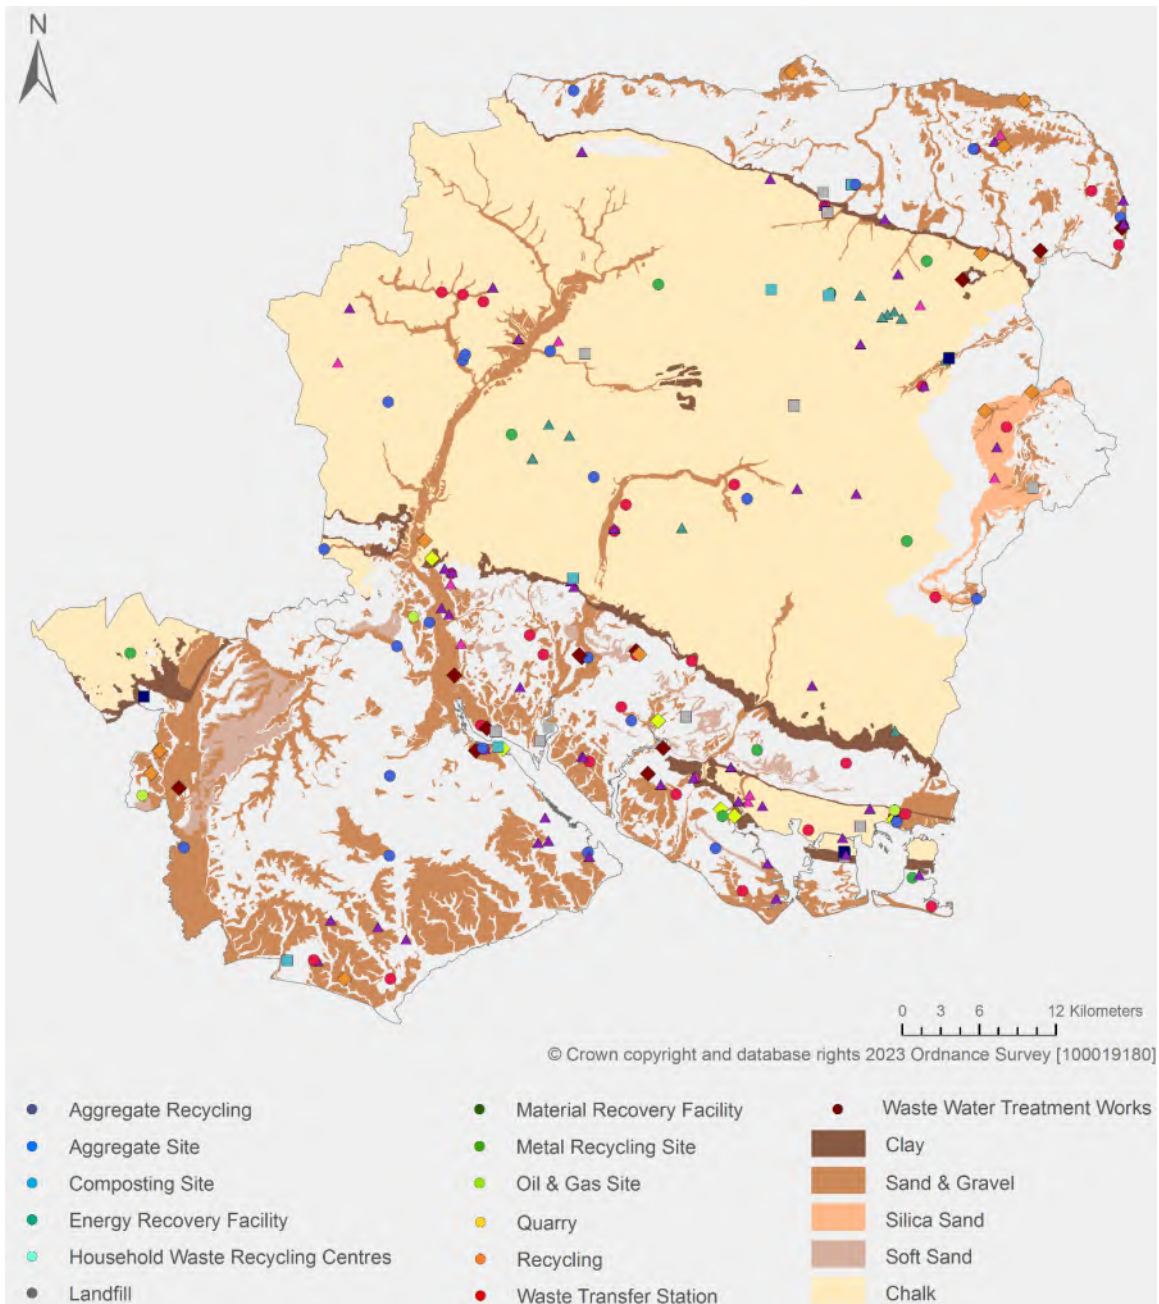 N
0 3 6 12 Kilometers
© Crown copyright and database rights 2023 Ordnance Survey [100019180]
Aggregate Recycling
Aggregate Site
Composting Site
Energy Recovery Facility
Household Waste Recycling Centres
Landfill
Material Recovery Facility
Metal Recycling Site
Oil & Gas Site
Quarry
Recycling
Waste Transfer Station
Waste Water Treatment Works
Clay
Sand & Gravel
Silica Sand
Soft Sand
Chalk